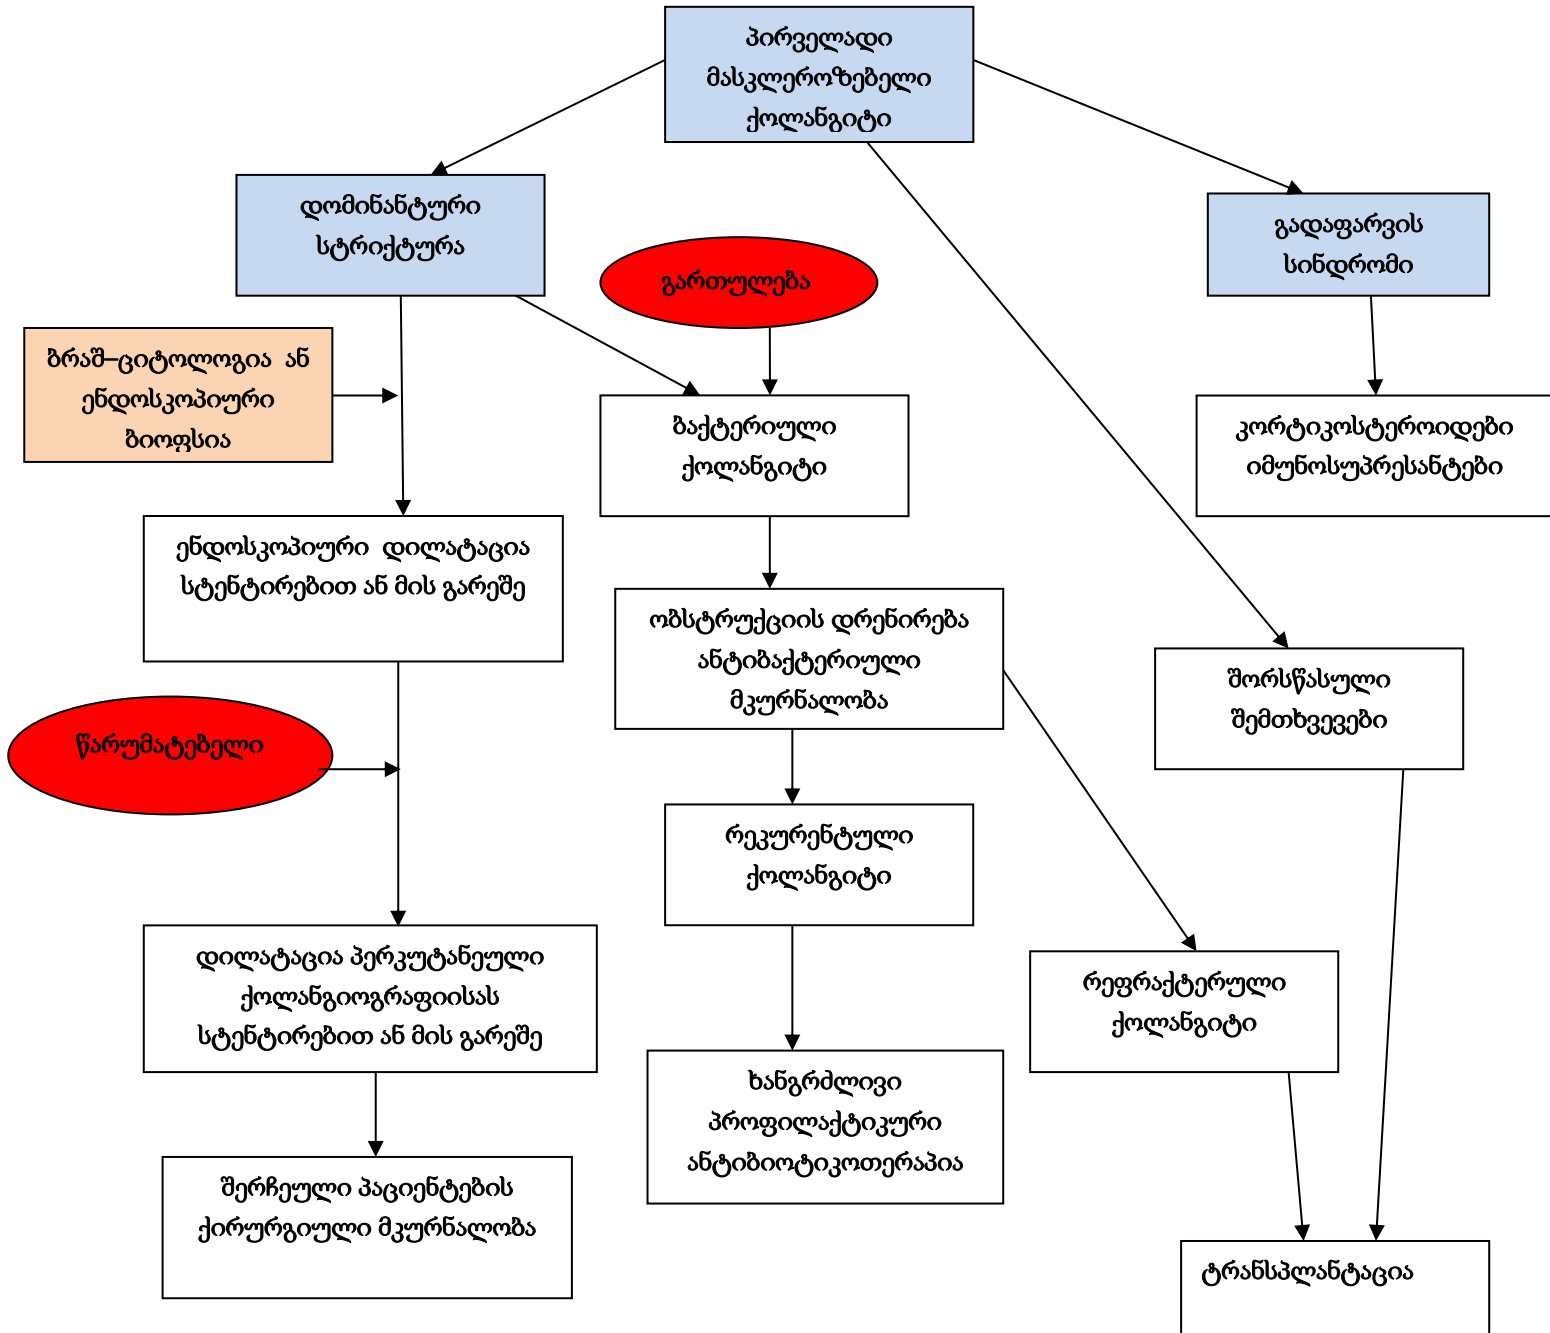 პირველადი
მასკლეროზებელი
ქოლანგიტი
დომინანტური
სტრიქტურა
გადაფარვის
სინდრომი
გართულება
ბრაშ–ციტოლოგია ან
ენდოსკოპიური
ბიოფსია
ბაქტერიული
ქოლანგიტი
კორტიკოსტეროიდები
იმუნოსუპრესანტები
ენდოსკოპიური დილატაცია
სტენტირებით ან მის გარეშე
ობსტრუქციის დრენირება
ანტიბაქტერიული
მკურნალობა
შორსწასული
შემთხვევები
წარუმატებელი
რეკურენტული
ქოლანგიტი
დილატაცია პერკუტანეული
ქოლანგიოგრაფიისას
სტენტირებით ან მის გარეშე
რეფრაქტერული
ქოლანგიტი
ხანგრძლივი
პროფილაქტიკური
ანტიბიოტიკოთერაპია
შერჩეული პაციენტების
ქირურგიული მკურნალობა
ტრანსპლანტაცია